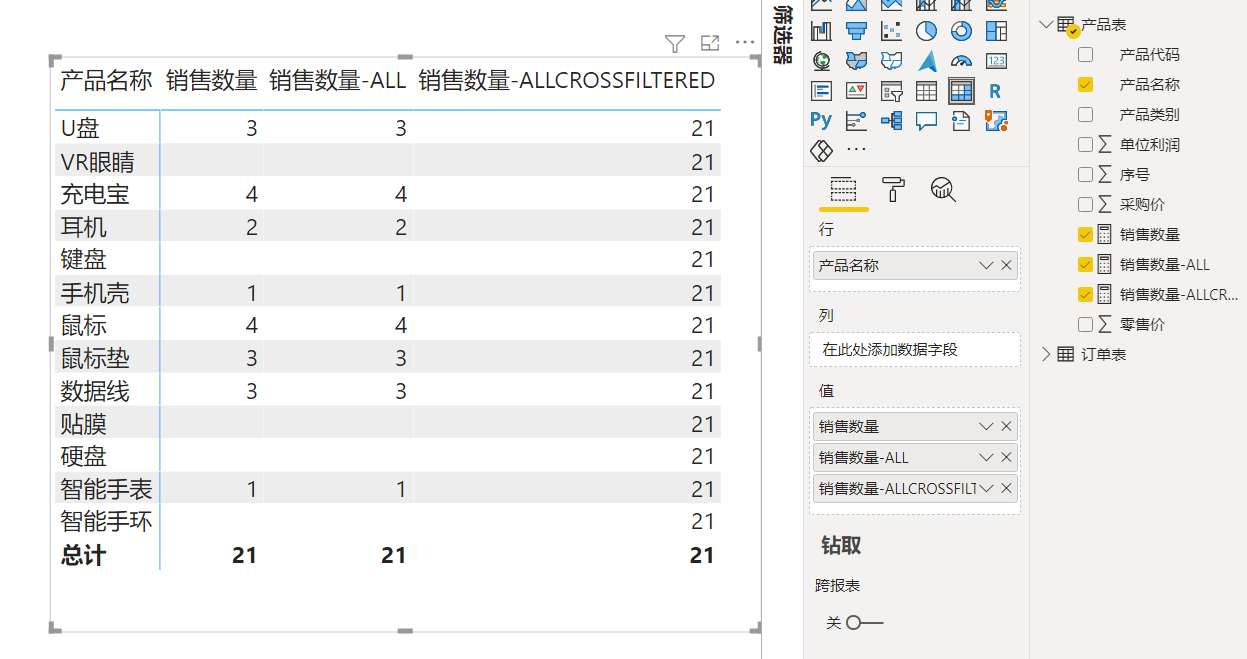 产品名称 销售数量 销售数量-ALL 销售数量-ALLCROSSFILTERED
U盘 3 3 21
VR眼睛 21
充电宝 4 4 21
耳机 2 2 21
键盘 21
手机壳 1 1 21
鼠标 4 4 21
鼠标垫 3 3 21
数据线 3 3 21
贴膜 21
硬盘 21
智能手表 1 1 21
智能手环 21
总计 21 21 21
筛选器
123
R
Py
行
产品名称
列
在此处添加数据字段
值
销售数量
销售数量-ALL
销售数量-ALLCROSSFILT
钻取
跨报表
关
产品表
产品代码
产品名称
产品类别
单位利润
序号
采购价
销售数量
销售数量-ALL
销售数量-ALLCR...
零售价
订单表